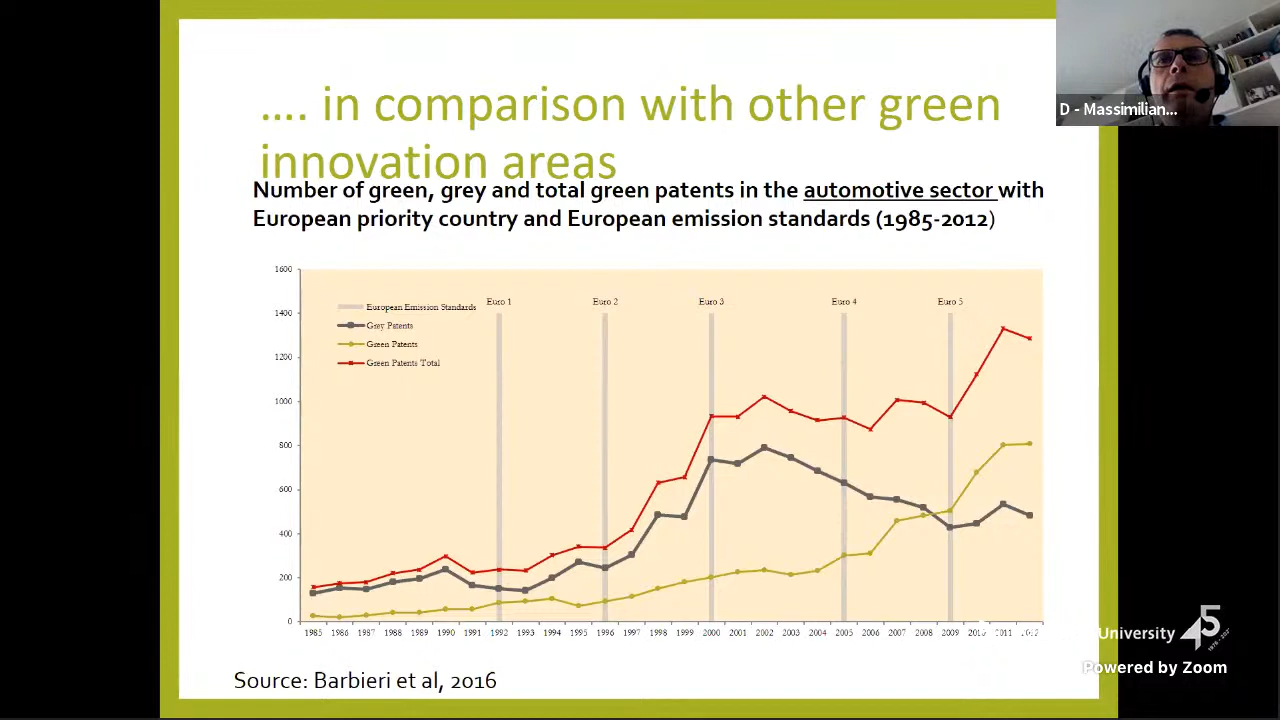 .... in comparison with other green
innovation areas
D - Massimilian...
Number of green, grey and total green patents in the automotive sector with
European priority country and European emission standards (1985-2012)
1600
1400
1200
1000
800
600
400
200
0
European Emission Standards
Grey Patents
Green Patents
Green Patents Total
Euro 1
Euro 2
Euro 3
Euro 4
Euro 5
1985 1986 1987 1988 1989 1990 1991 1992 1993 1994 1995 1996 1997 1998 1999 2000 2001 2002 2003 2004 2005 2006 2007 2008 2009 2010 2011 2012
University 45
Powered by Zoom
Source: Barbieri et al, 2016